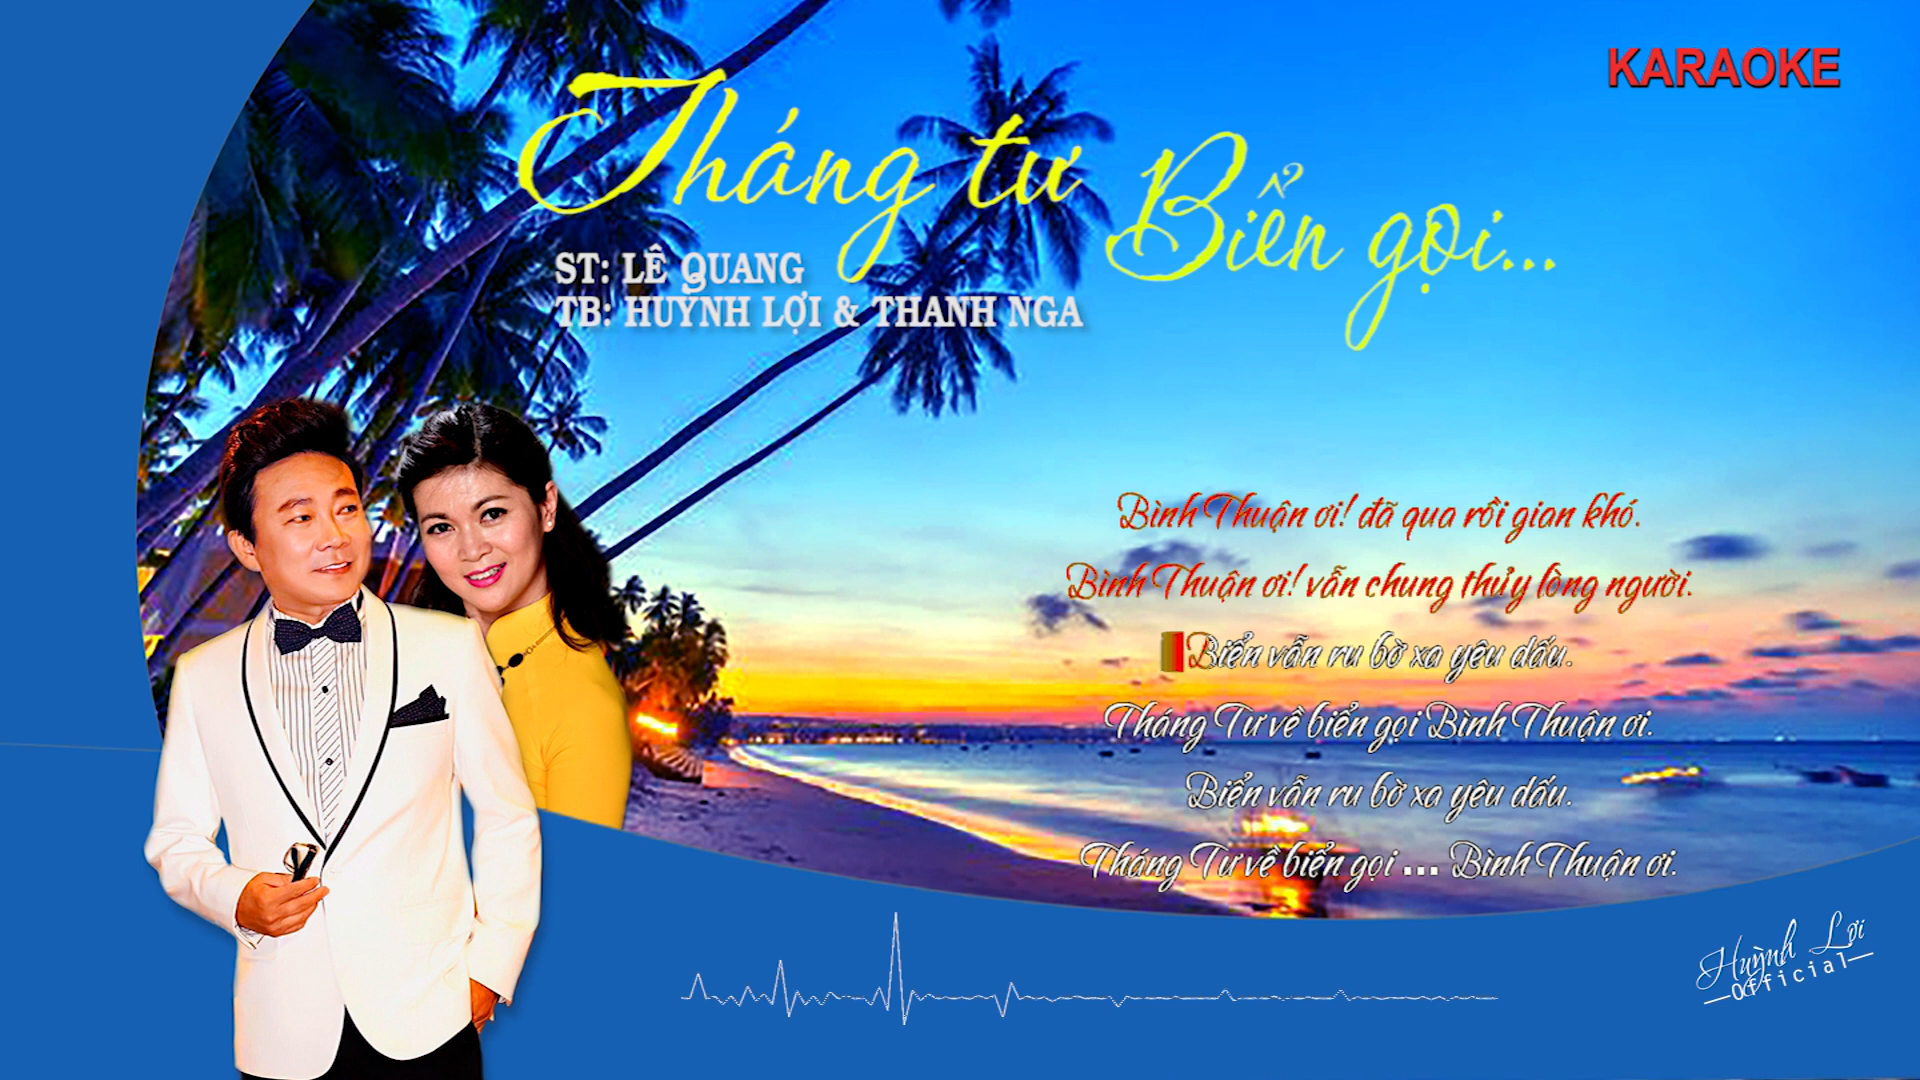 KARAOKE
Tháng tư Biển gọi...
ST: LÊ QUANG
TB: HUỲNH LỢI & THANH NGA
Bình Thuận ơi! đã qua rồi gian khó.
Bình Thuận ơi! vẫn chung thủy lòng người.
Biển vẫn ru bờ xa yêu dấu.
Tháng Tư về biển gọi Bình Thuận ơi.
Biển vẫn ru bờ xa yêu dấu.
Tháng Tư về biển gọi ... Bình Thuận ơi.
Huỳnh Lợi
Official